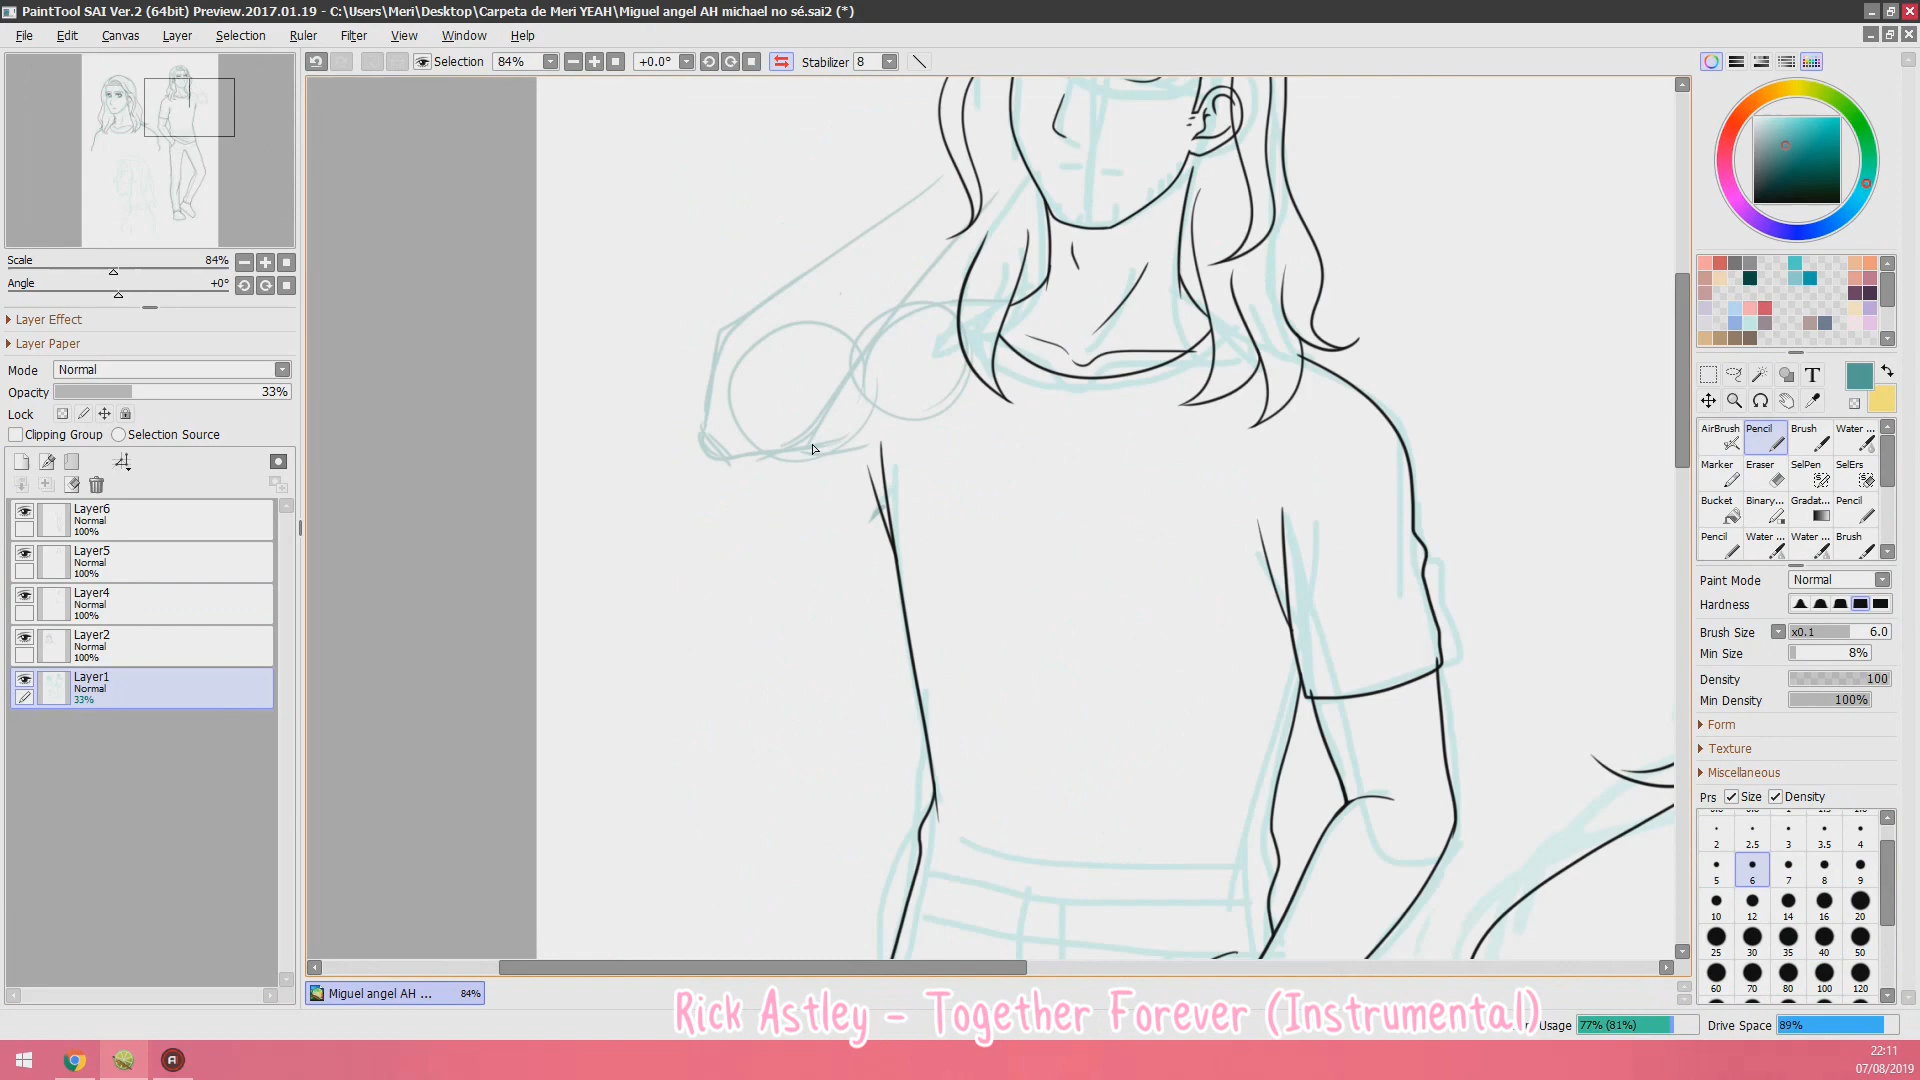 PaintTool SAI Ver.2 (64bit) Preview.2017.01.19 - C:\Users\Meri\Desktop\Carpeta de Meri YEAH\Miguel angel AH michael no sé.sai2 (*)
File Edit Canvas Layer Selection Ruler Filter View Window Help
Selection 84% +0.0° Stabilizer 8
Scale 84%
Angle +0°
Layer Effect
Layer Paper
Mode Normal
Opacity 33%
Lock
Clipping Group Selection Source
Layer6
Normal
100%
Layer5
Normal
100%
Layer4
Normal
100%
Layer2
Normal
100%
Layer1
Normal
33%
T
AirBrush Pencil Brush Water ...
Marker Eraser SelPen SelErs
Bucket Binary... Gradat... Pencil
Pencil Water ... Water ... Brush
Paint Mode Normal
Hardness
Brush Size x0.1 6.0
Min Size 8%
Density 100
Min Density 100%
Form
Texture
Miscellaneous
Prs Size Density
2 2.5 3 3.5 4
5 6 7 8 9
10 12 14 16 20
25 30 35 40 50
60 70 80 100 120
Miguel angel AH ... 84%
Rick Astley - Together Forever (Instrumental)
Usage 77% (81%) Drive Space 89%
22:11
07/08/2019